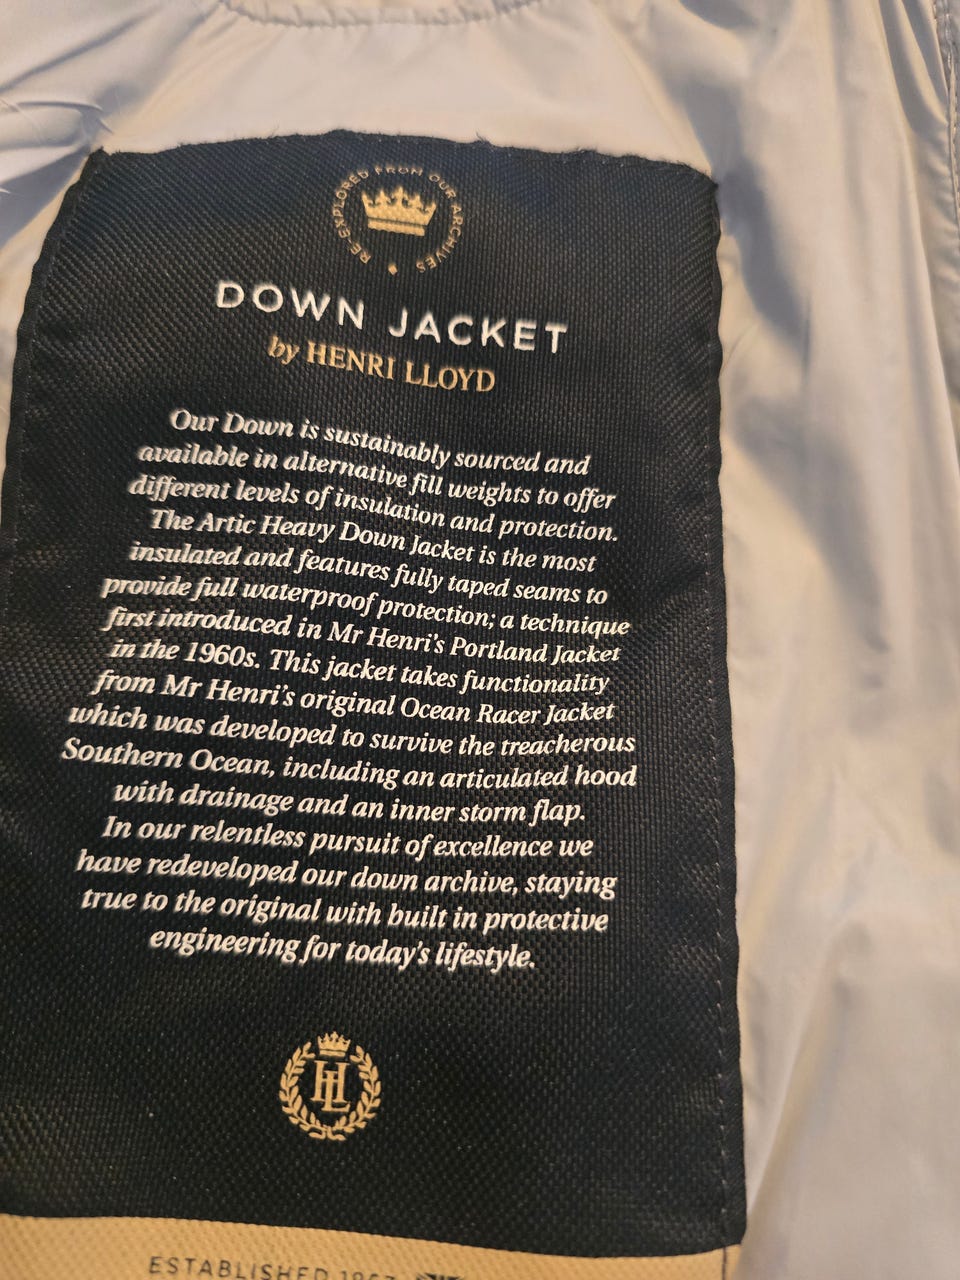 RE-EXPLORED FROM OUR ARCHIVES
DOWN JACKET
by HENRI LLOYD
Our Down is sustainably sourced and
available in alternative fill weights to offer
different levels of insulation and protection.
The Artic Heavy Down Jacket is the most
insulated and features fully taped seams to
provide full waterproof protection; a technique
first introduced in Mr Henri's Portland Jacket
in the 1960s. This jacket takes functionality
from Mr Henri's original Ocean Racer Jacket
which was developed to survive the treacherous
Southern Ocean, including an articulated hood
with drainage and an inner storm flap.
In our relentless pursuit of excellence we
have redeveloped our down archive, staying
true to the original with built in protective
engineering for today's lifestyle.
HL
ESTABLISHED 1963